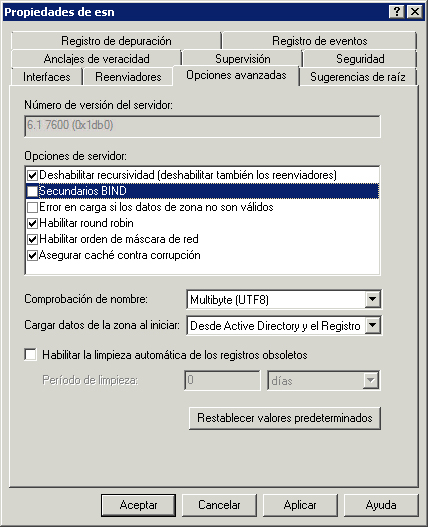 Propiedades de esn
Registro de depuración Registro de eventos
Anclajes de veracidad Supervisión Seguridad
Interfaces Reenviadores Opciones avanzadas Sugerencias de raíz
Número de versión del servidor:
6.1 7600 (0x1db0)
Opciones de servidor:
Deshabilitar recursividad (deshabilitar también los reenviadores)
Secundarios BIND
Error en carga si los datos de zona no son válidos
Habilitar round robin
Habilitar orden de máscara de red
Asegurar caché contra corrupción
Comprobación de nombre: Multibyte (UTF8)
Cargar datos de la zona al iniciar: Desde Active Directory y el Registro
Habilitar la limpieza automática de los registros obsoletos
Período de limpieza: 0 días
Restablecer valores predeterminados
Aceptar Cancelar Aplicar Ayuda